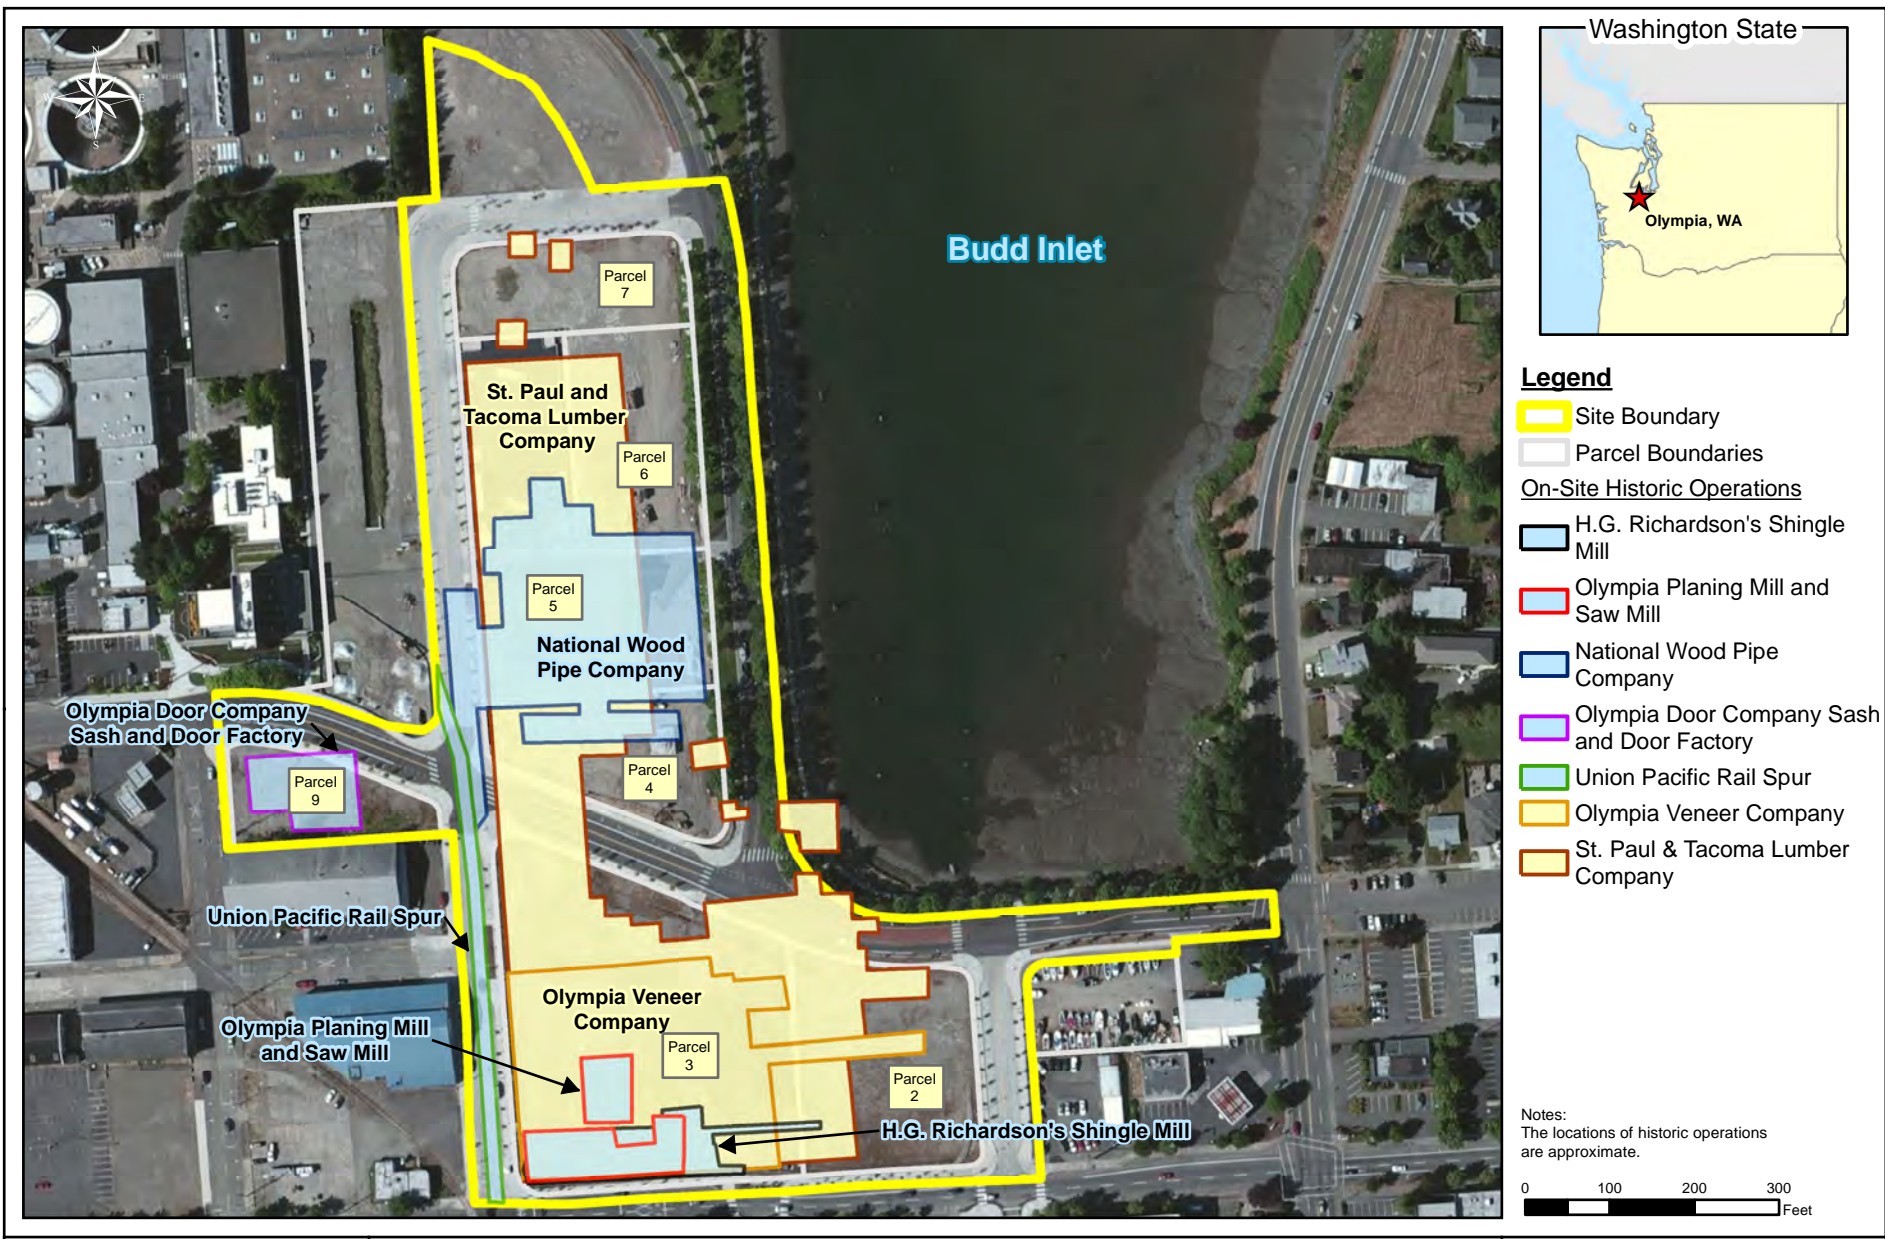 N
W
E
S
Budd Inlet
Parcel
7
St. Paul and
Tacoma Lumber
Company
Parcel
6
Parcel
5
National Wood
Pipe Company
Olympia Door Company
Sash and Door Factory
Parcel
9
Parcel
4
Union Pacific Rail Spur
Olympia Veneer
Company
Olympia Planing Mill
and Saw Mill
Parcel
3
Parcel
2
H.G. Richardson's Shingle Mill
Washington State
Olympia, WA
Legend
Site Boundary
Parcel Boundaries
On-Site Historic Operations
H.G. Richardson's Shingle
Mill
Olympia Planing Mill and
Saw Mill
National Wood Pipe
Company
Olympia Door Company Sash
and Door Factory
Union Pacific Rail Spur
Olympia Veneer Company
St. Paul & Tacoma Lumber
Company
Notes:
The locations of historic operations
are approximate.
0 100 200 300
Feet